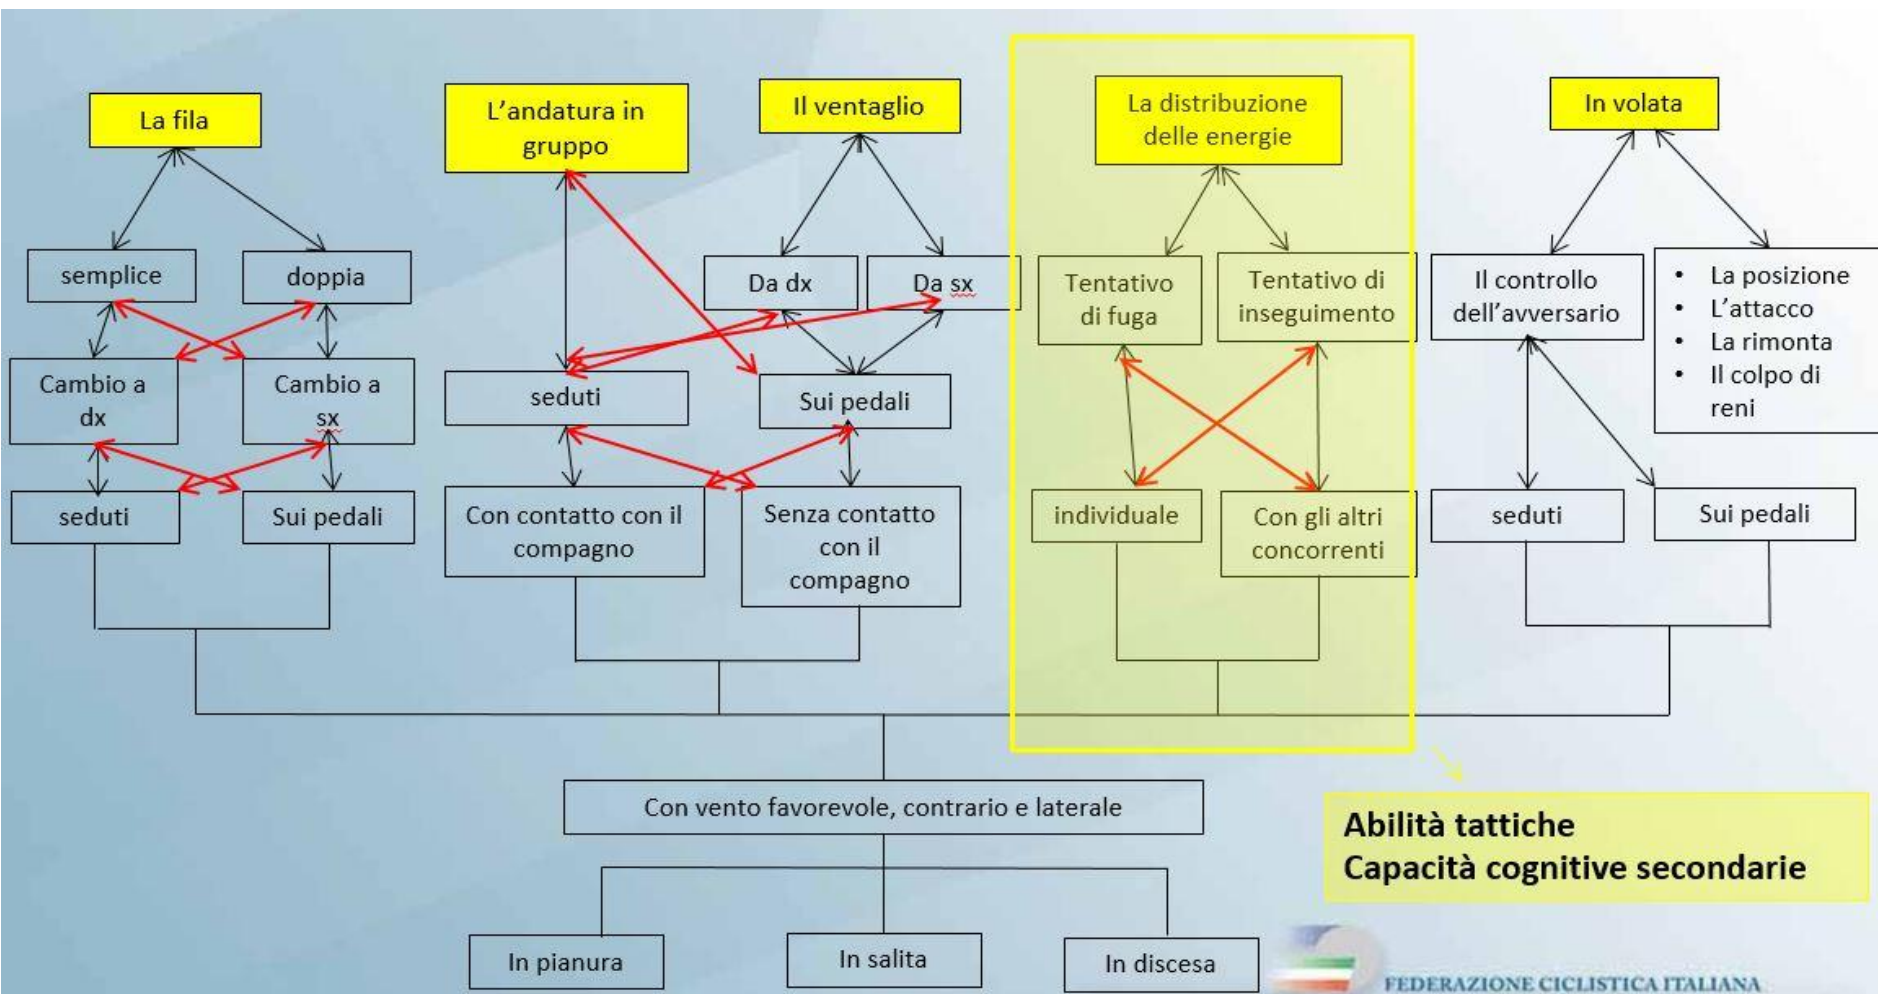 La fila
L'andatura in
gruppo
Il ventaglio
La distribuzione
delle energie
In volata
semplice
doppia
Da dx
Da sx
Tentativo
di fuga
Tentativo di
inseguimento
Il controllo
dell'avversario
• La posizione
• L'attacco
• La rimonta
• Il colpo di
reni
Cambio a
dx
Cambio a
sx
seduti
Sui pedali
seduti
Sui pedali
Con contatto con il
compagno
Senza contatto
con il
compagno
individuale
Con gli altri
concorrenti
seduti
Sui pedali
Con vento favorevole, contrario e laterale
Abilità tattiche
Capacità cognitive secondarie
In pianura
In salita
In discesa
FEDERAZIONE CICLISTICA ITALIANA